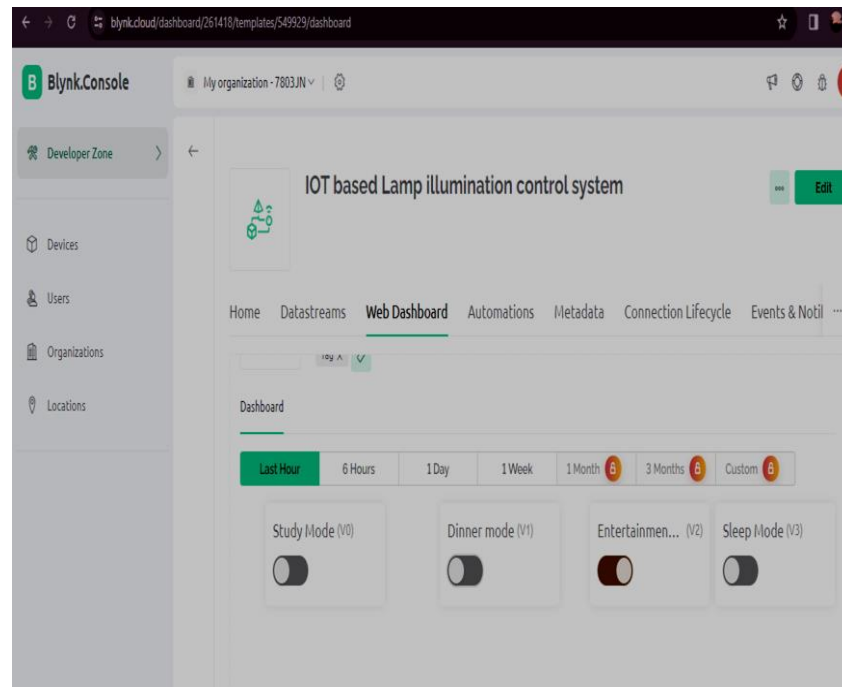 blynk.cloud/dashboard/261418/templates/549929/dashboard
B Blynk.Console
My organization - 7803JN
Developer Zone
IOT based Lamp illumination control system
Edit
Devices
Users
Organizations
Locations
Home Datastreams Web Dashboard Automations Metadata Connection Lifecycle Events & Notif ...
Tag X
Dashboard
Last Hour 6 Hours 1 Day 1 Week 1 Month 3 Months Custom
Study Mode (V0) Dinner mode (V1) Entertainmen... (V2) Sleep Mode (V3)